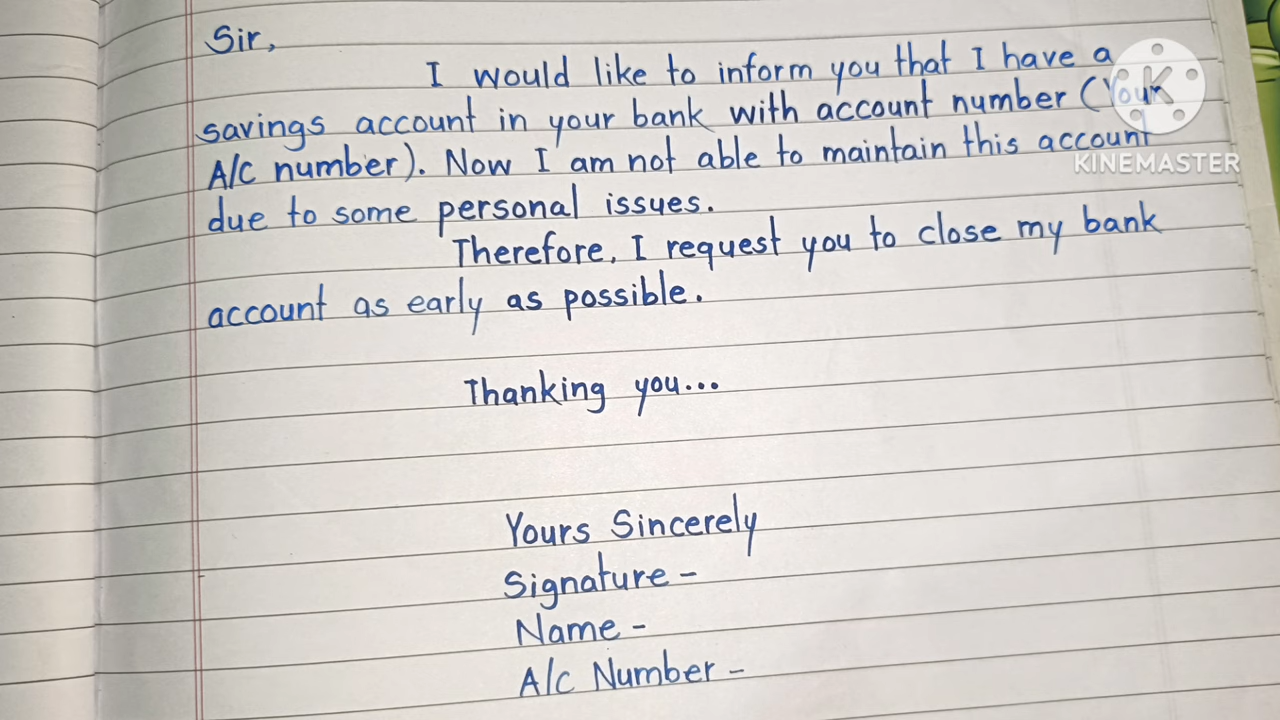 Sir,
I would like to inform you that I have a
savings account in your bank with account number (Your
A/c number). Now I am not able to maintain this account
due to some personal issues.
Therefore, I request you to close my bank
account as early as possible.
Thanking you...
Yours Sincerely
Signature -
Name -
A/c Number -
K
KINEMASTER